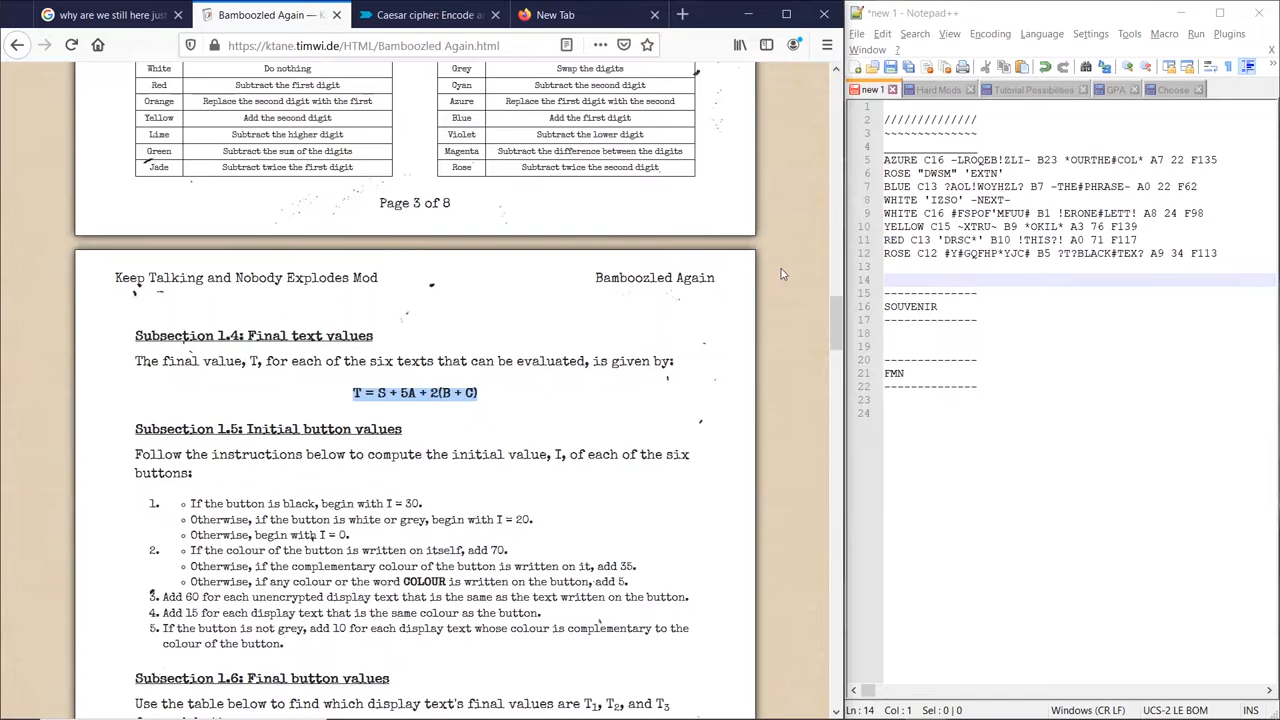 why are we still here just
Bamboozled Again
Caesar cipher: Encode and
New Tab
*new 1 - Notepad++
https://ktane.timwi.de/HTML/Bamboozled Again.html
File Edit Search View Encoding Language Settings Tools Macro Run Plugins
Window ?
new 1 Hard Modes Tutorial Possibilities GPA Choose
White Do nothing Grey Swap the digits
Red Subtract the first digit Cyan Subtract the second digit
Orange Replace the second digit with the first Azure Replace the first digit with the second
Yellow Add the second digit Blue Add the first digit
Lime Subtract the higher digit Violet Subtract the lower digit
Green Subtract the sum of the digits Magenta Subtract the difference between the digits
Jade Subtract twice the first digit Rose Subtract twice the second digit
Page 3 of 8
Keep Talking and Nobody Explodes Mod Bamboozled Again
Subsection 1.4: Final text values
The final value, T, for each of the six texts that can be evaluated, is given by:
T = S + 5A + 2(B + C)
Subsection 1.5: Initial button values
Follow the instructions below to compute the initial value, I, of each of the six
buttons:
1. ◦ If the button is black, begin with I = 30.
◦ Otherwise, if the button is white or grey, begin with I = 20.
◦ Otherwise, begin with I = 0.
2. ◦ If the colour of the button is written on itself, add 70.
◦ Otherwise, if the complementary colour of the button is written on it, add 35.
◦ Otherwise, if any colour or the word COLOUR is written on the button, add 5.
3. Add 60 for each unencrypted display text that is the same as the text written on the button.
4. Add 15 for each display text that is the same colour as the button.
5. If the button is not grey, add 10 for each display text whose colour is complementary to the
colour of the button.
Subsection 1.6: Final button values
Use the table below to find which display text's final values are T₁, T₂, and T₃
1
2 //////////////
3 ~~~~~~~~~~~~~~
4 ______________
5 AZURE C16 -LROQEB!ZLI- B23 *OURTHE#COL* A7 22 F135
6 ROSE "DWSM" 'EXTN'
7 BLUE C13 ?AOL!WOYHZL? B7 -THE#PHRASE- A0 22 F62
8 WHITE 'IZSO' -NEXT-
9 WHITE C16 #FSPOF'MFUU# B1 !ERONE#LETT! A8 24 F98
10 YELLOW C15 ~XTRU~ B9 *OKIL* A3 76 F139
11 RED C13 'DRSC*' B10 !THIS?! A0 71 F117
12 ROSE C12 #Y#GQFHP*YJC# B5 ?T?BLACK#TEX? A9 34 F113
13
14
15 --------------
16 SOUVENIR
17 --------------
18
19
20 --------------
21 FMN
22 --------------
23
24
Ln : 14 Col : 1 Sel : 0 | 0 Windows (CR LF) UCS-2 LE BOM INS